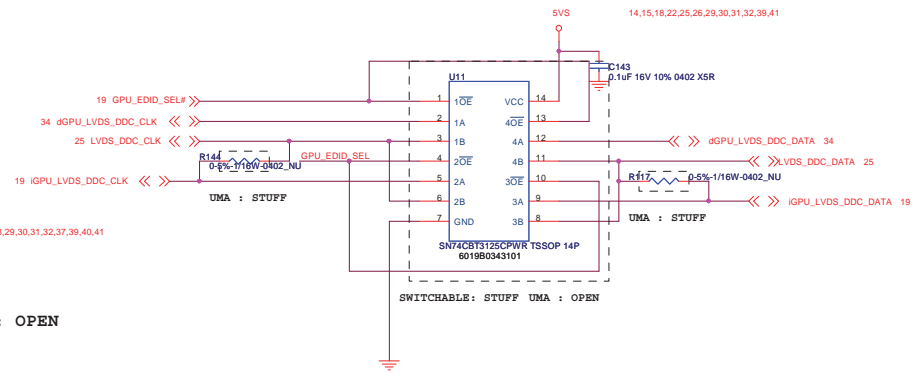 5VS
14,15,18,22,25,26,29,30,31,32,39,41
C143
0.1uF 16V 10% 0402 X5R
U11
19 GPU_EDID_SEL#
34 dGPU_LVDS_DDC_CLK
25 LVDS_DDC_CLK
R144
0-5%-1/16W-0402_NU
GPU_EDID_SEL
19 iGPU_LVDS_DDC_CLK
UMA : STUFF
1 1OE VCC 14
2 1A 4OE 13
3 1B 4A 12
4 2OE 4B 11
5 2A 3OE 10
6 2B 3A 9
7 GND 3B 8
dGPU_LVDS_DDC_DATA 34
LVDS_DDC_DATA 25
R117
0-5%-1/16W-0402_NU
iGPU_LVDS_DDC_DATA 19
UMA : STUFF
SN74CBT3125CPWR TSSOP 14P
6019B0343101
,29,30,31,32,37,39,40,41
SWITCHABLE: STUFF UMA : OPEN
: OPEN